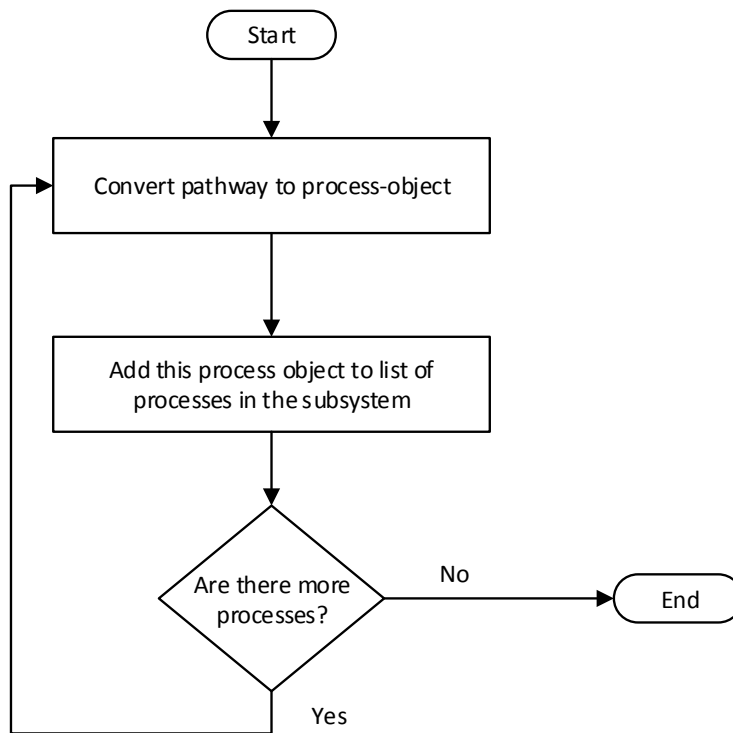 Start
Convert pathway to process-object
Add this process object to list of
processes in the subsystem
Are there more
processes?
No
End
Yes